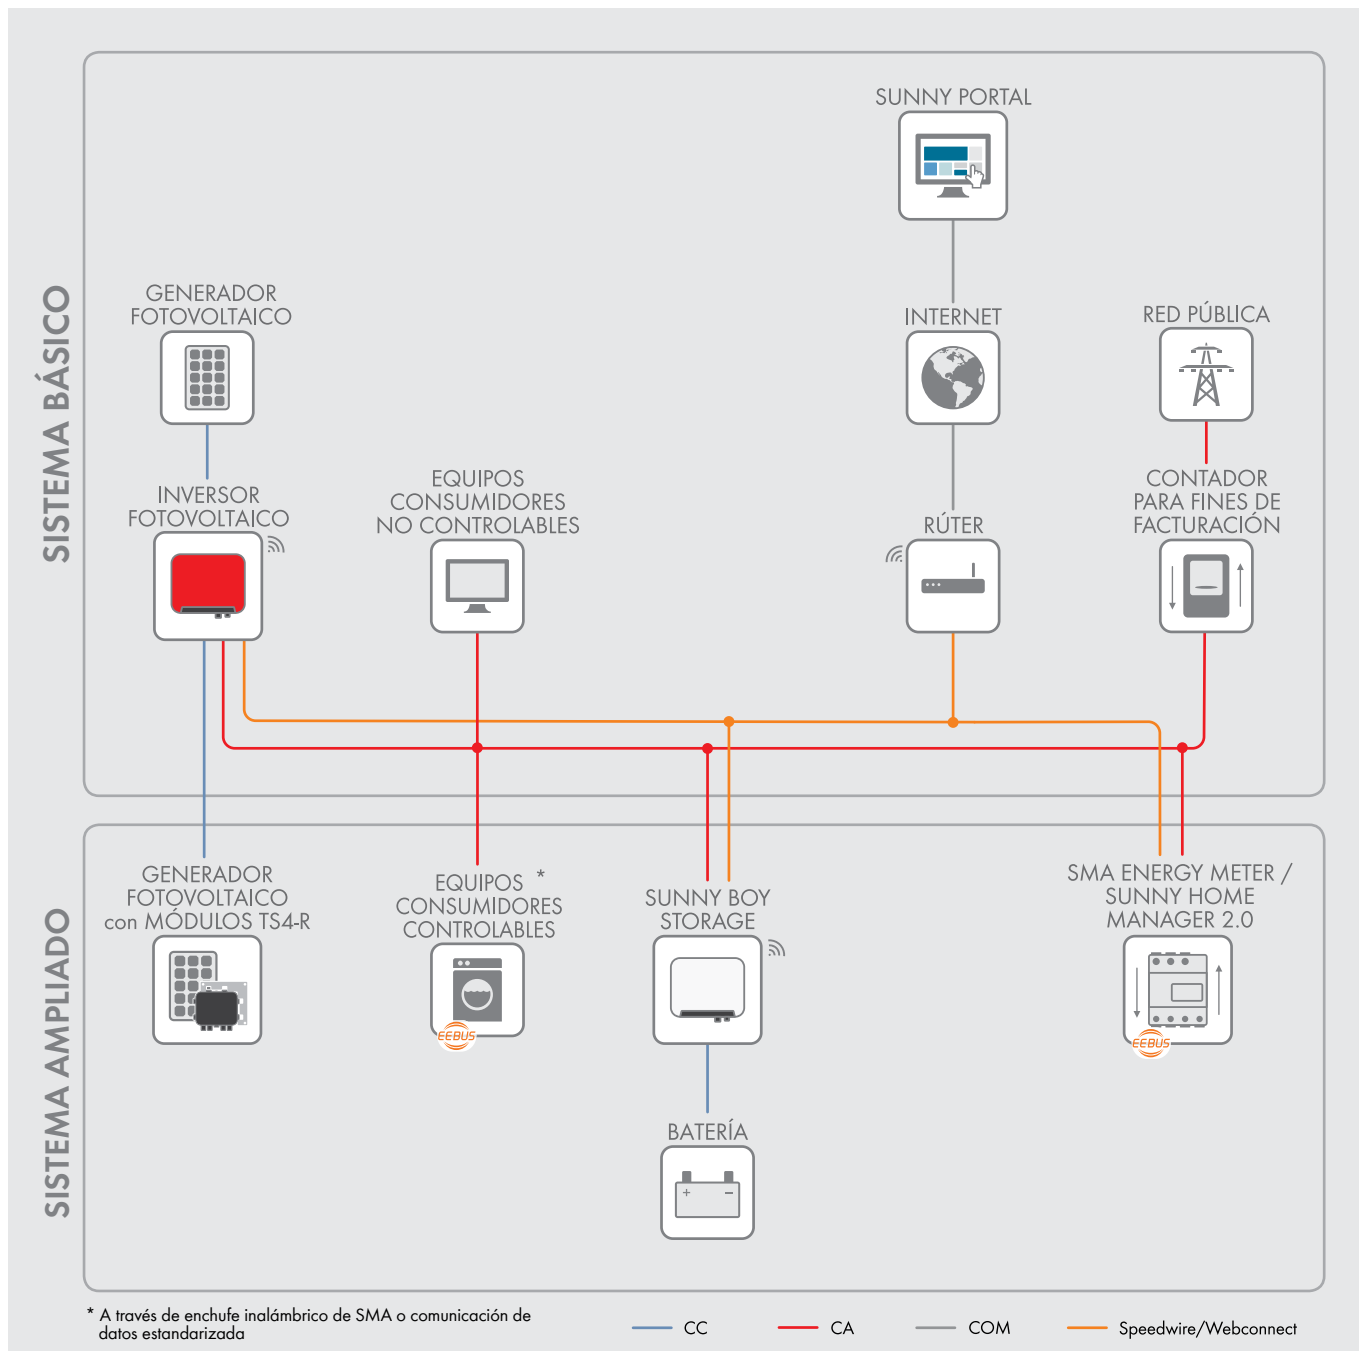 SISTEMA BÁSICO
SUNNY PORTAL
GENERADOR
FOTOVOLTAICO
INTERNET
RED PÚBLICA
INVERSOR
FOTOVOLTAICO
EQUIPOS
CONSUMIDORES
NO CONTROLABLES
RÚTER
CONTADOR
PARA FINES DE
FACTURACIÓN
SISTEMA AMPLIADO
GENERADOR
FOTOVOLTAICO
con MÓDULOS TS4-R
EQUIPOS *
CONSUMIDORES
CONTROLABLES
EEBUS
SUNNY BOY
STORAGE
SMA ENERGY METER /
SUNNY HOME
MANAGER 2.0
EEBUS
BATERÍA
+ −
* A través de enchufe inalámbrico de SMA o comunicación de
datos estandarizada
CC
CA
COM
Speedwire/Webconnect